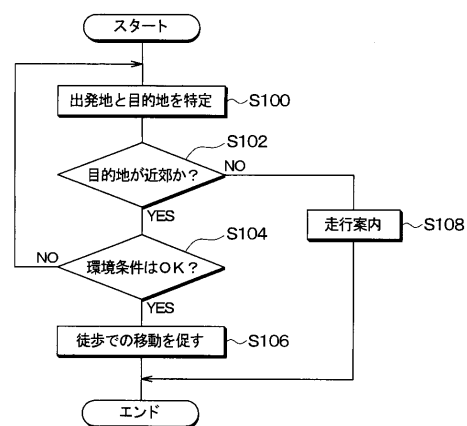 スタート
出発地と目的地を特定
S100
目的地が近郊か?
S102
NO
YES
走行案内
S108
環境条件はOK?
S104
NO
YES
徒歩での移動を促す
S106
エンド